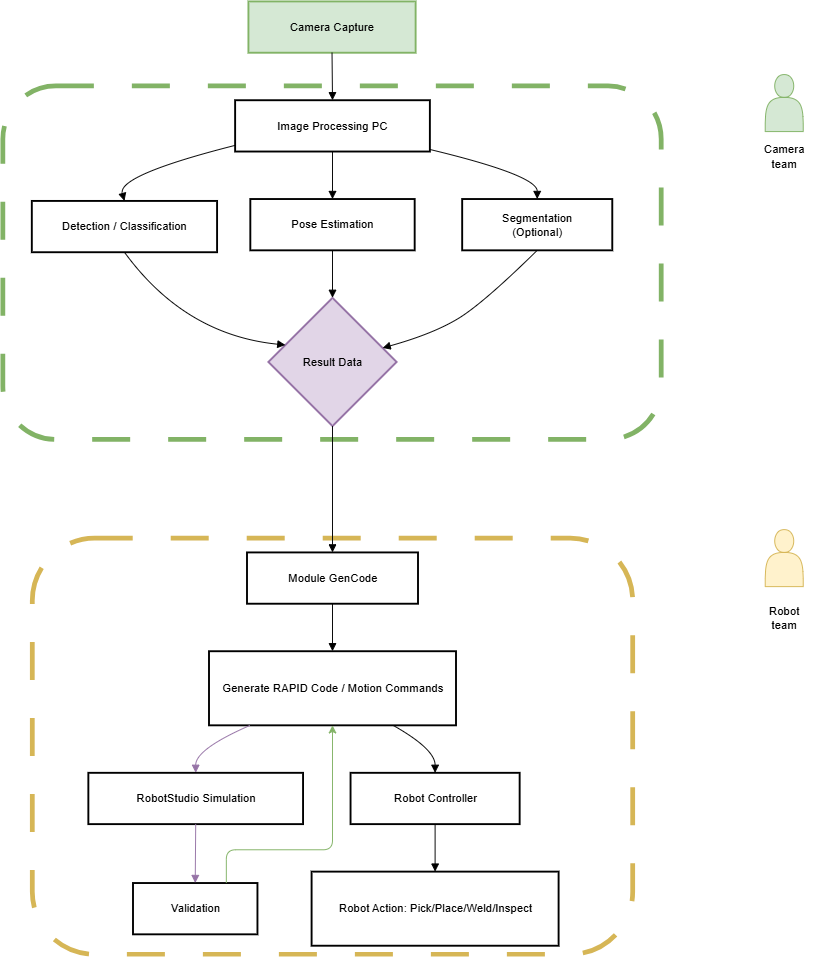 Camera Capture
Image Processing PC
Camera
team
Detection / Classification
Pose Estimation
Segmentation
(Optional)
Result Data
Module GenCode
Robot
team
Generate RAPID Code / Motion Commands
RobotStudio Simulation
Robot Controller
Validation
Robot Action: Pick/Place/Weld/Inspect